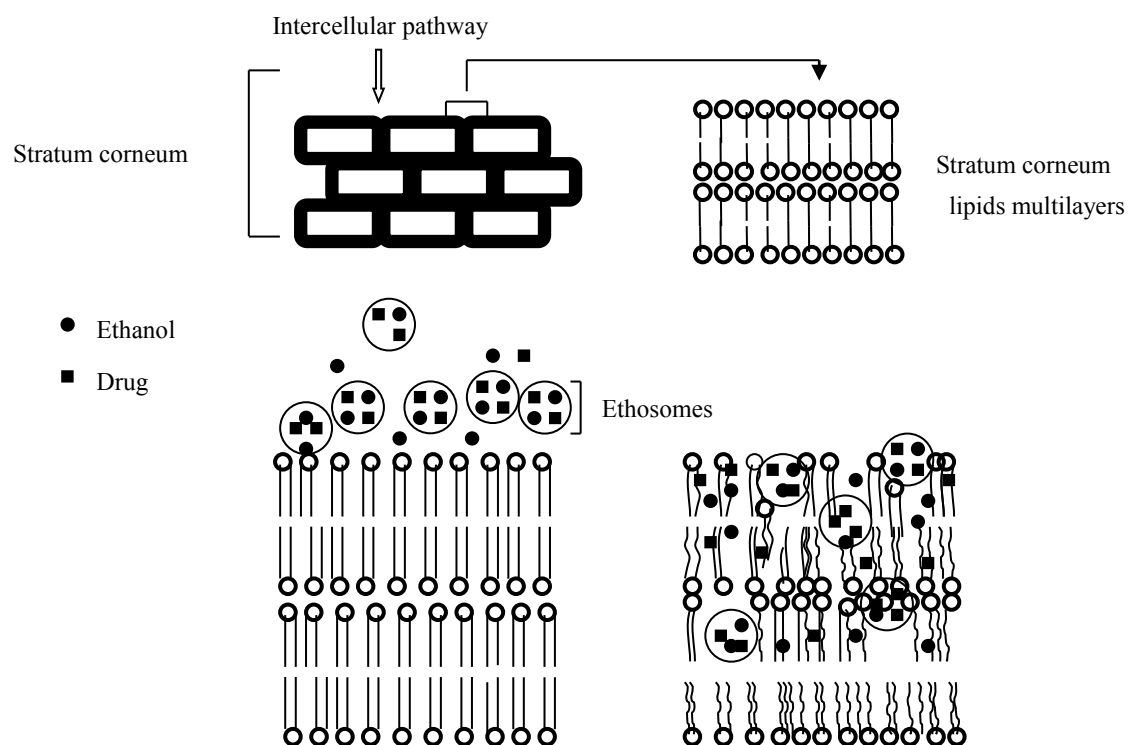 Intercellular pathway
Stratum corneum
Stratum corneum
lipids multilayers
Ethanol
Drug
Ethosomes